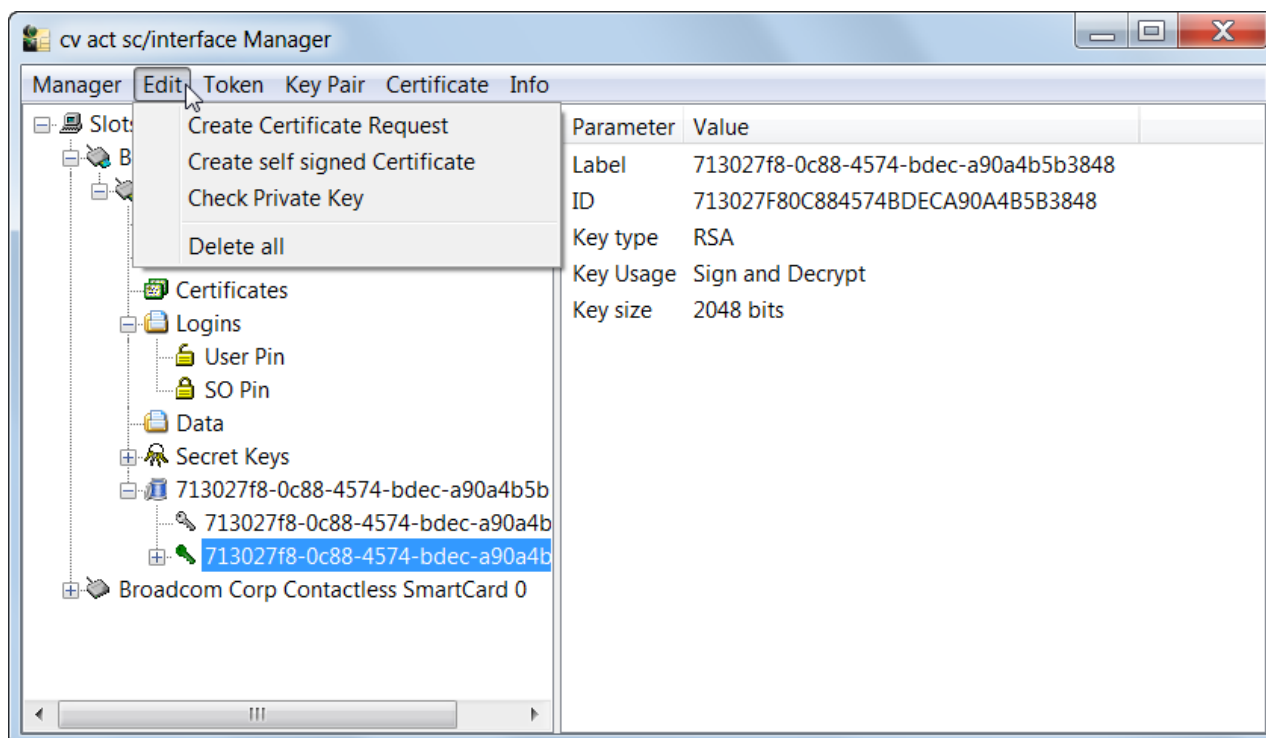 cv act sc/interface Manager
Manager Edit Token Key Pair Certificate Info
Slots
B
Create Certificate Request
Create self signed Certificate
Check Private Key
Delete all
Certificates
Logins
User Pin
SO Pin
Data
Secret Keys
713027f8-0c88-4574-bdec-a90a4b5b
713027f8-0c88-4574-bdec-a90a4b
713027f8-0c88-4574-bdec-a90a4b
Broadcom Corp Contactless SmartCard 0
Parameter Value
Label 713027f8-0c88-4574-bdec-a90a4b5b3848
ID 713027F80C884574BDECA90A4B5B3848
Key type RSA
Key Usage Sign and Decrypt
Key size 2048 bits